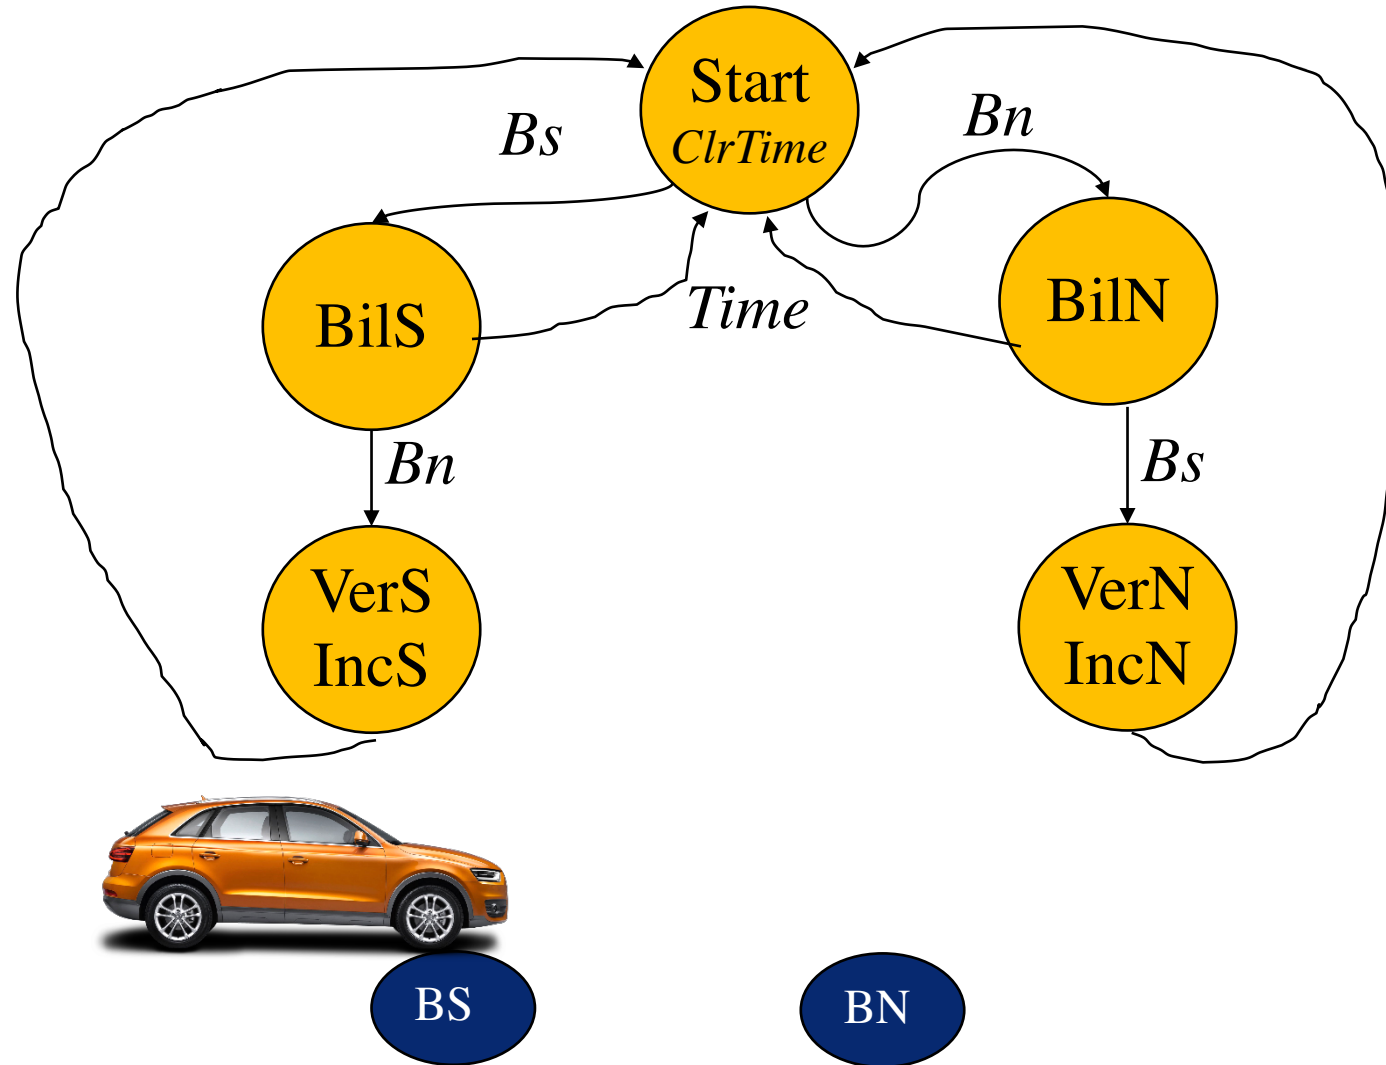 Start
ClrTime
Bs
Bn
BilS
Time
BilN
Bn
Bs
VerS
IncS
VerN
IncN
BS
BN